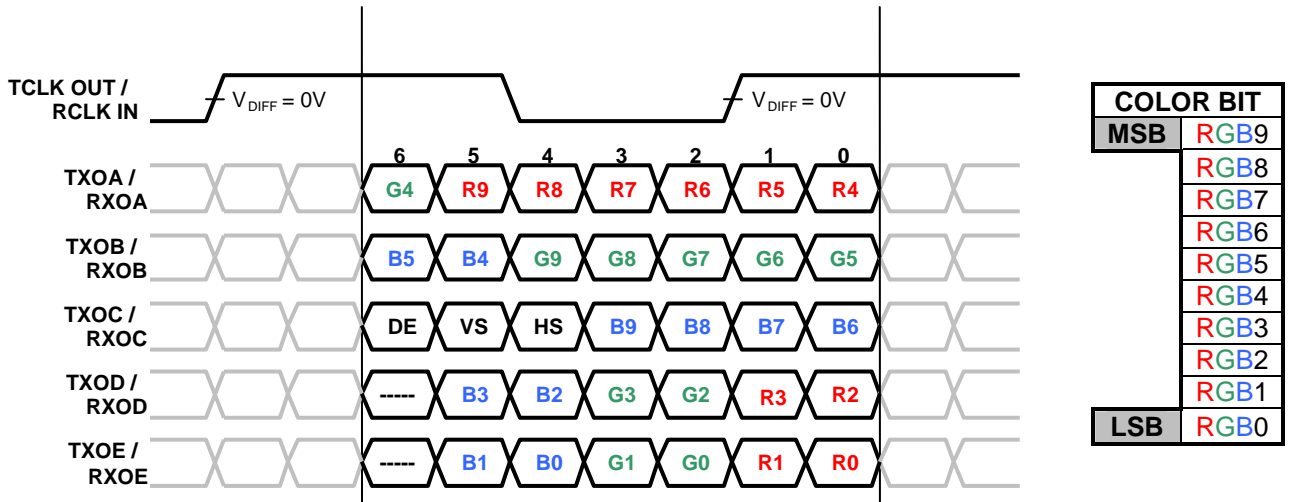 TCLK OUT /
RCLK IN
V DIFF = 0V
V DIFF = 0V
6 5 4 3 2 1 0
TXOA /
RXOA
G4 R9 R8 R7 R6 R5 R4
TXOB /
RXOB
B5 B4 G9 G8 G7 G6 G5
TXOC /
RXOC
DE VS HS B9 B8 B7 B6
TXOD /
RXOD
----- B3 B2 G3 G2 R3 R2
TXOE /
RXOE
----- B1 B0 G1 G0 R1 R0
COLOR BIT
MSB RGB9
RGB8
RGB7
RGB6
RGB5
RGB4
RGB3
RGB2
RGB1
LSB RGB0